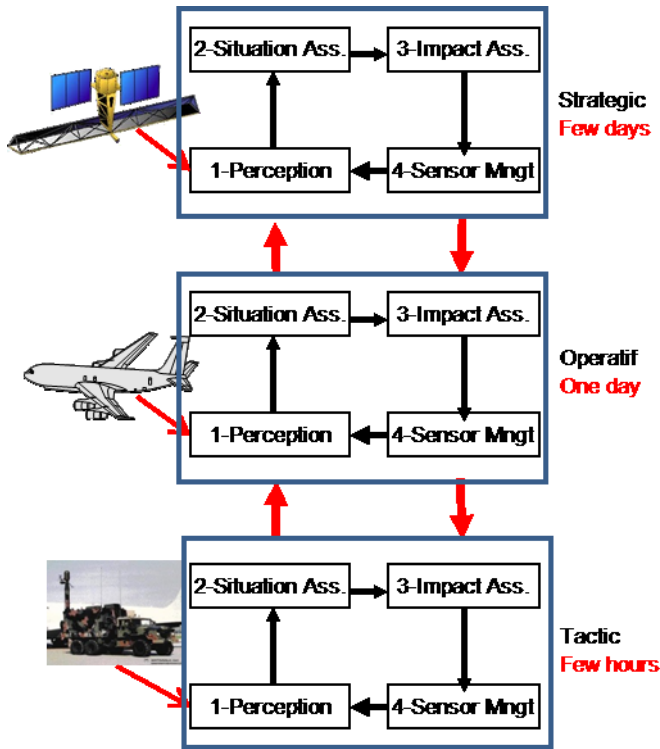 2-Situation Ass.
3-Impact Ass.
Strategic
Few days
1-Perception
4-Sensor Mngt
2-Situation Ass.
3-Impact Ass.
Operatif
One day
1-Perception
4-Sensor Mngt
2-Situation Ass.
3-Impact Ass.
Tactic
Few hours
1-Perception
4-Sensor Mngt